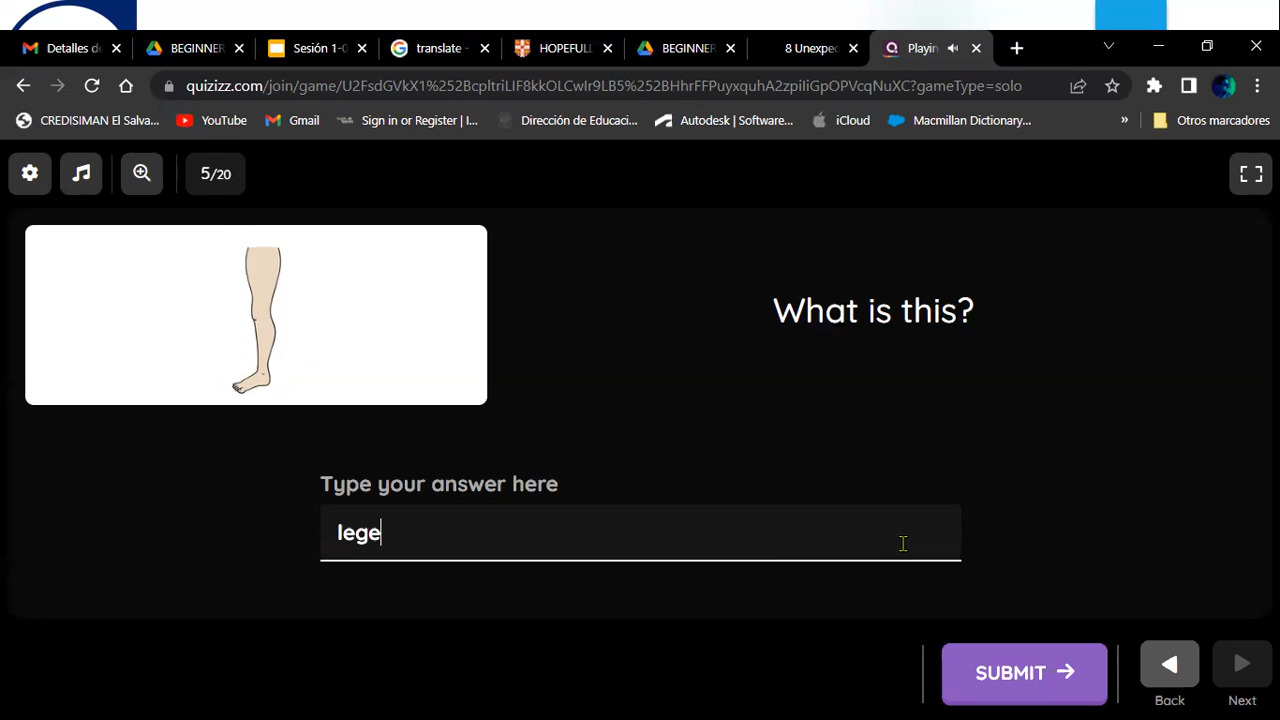 Detalles de
BEGINNER
Sesión 1-0
translate -
HOPEFULL
BEGINNER
8 Unexpec
Playin
quizizz.com/join/game/U2FsdGVkX1%252BcpltriLIF8kkOLCwIr9LB5%252BHhrFFPuyxquhA2zpiIiGpOPVcqNuXC?gameType=solo
CREDISIMAN El Salva...
YouTube
Gmail
Sign in or Register | I...
Dirección de Educaci...
Autodesk | Software...
iCloud
Macmillan Dictionary...
»
Otros marcadores
5/20
What is this?
Type your answer here
lege
SUBMIT
Back
Next